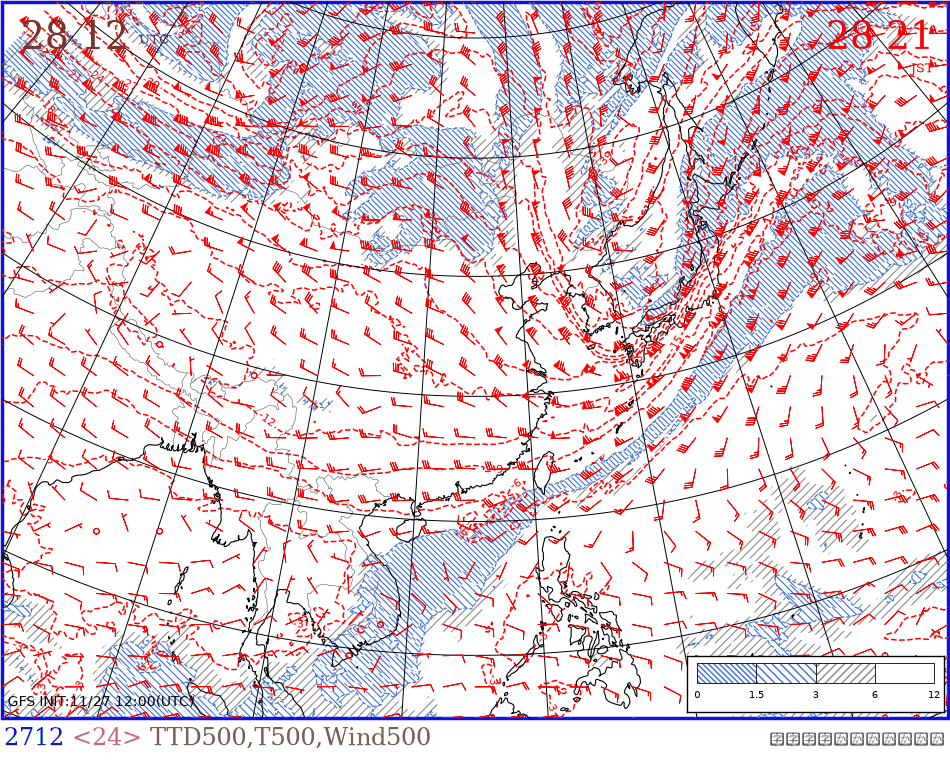 28 12 UTC
28 21 JST
GFS INIT:11/27 12:00(UTC)
0 1.5 3 6 12
2712 <24> TTD500,T500,Wind500